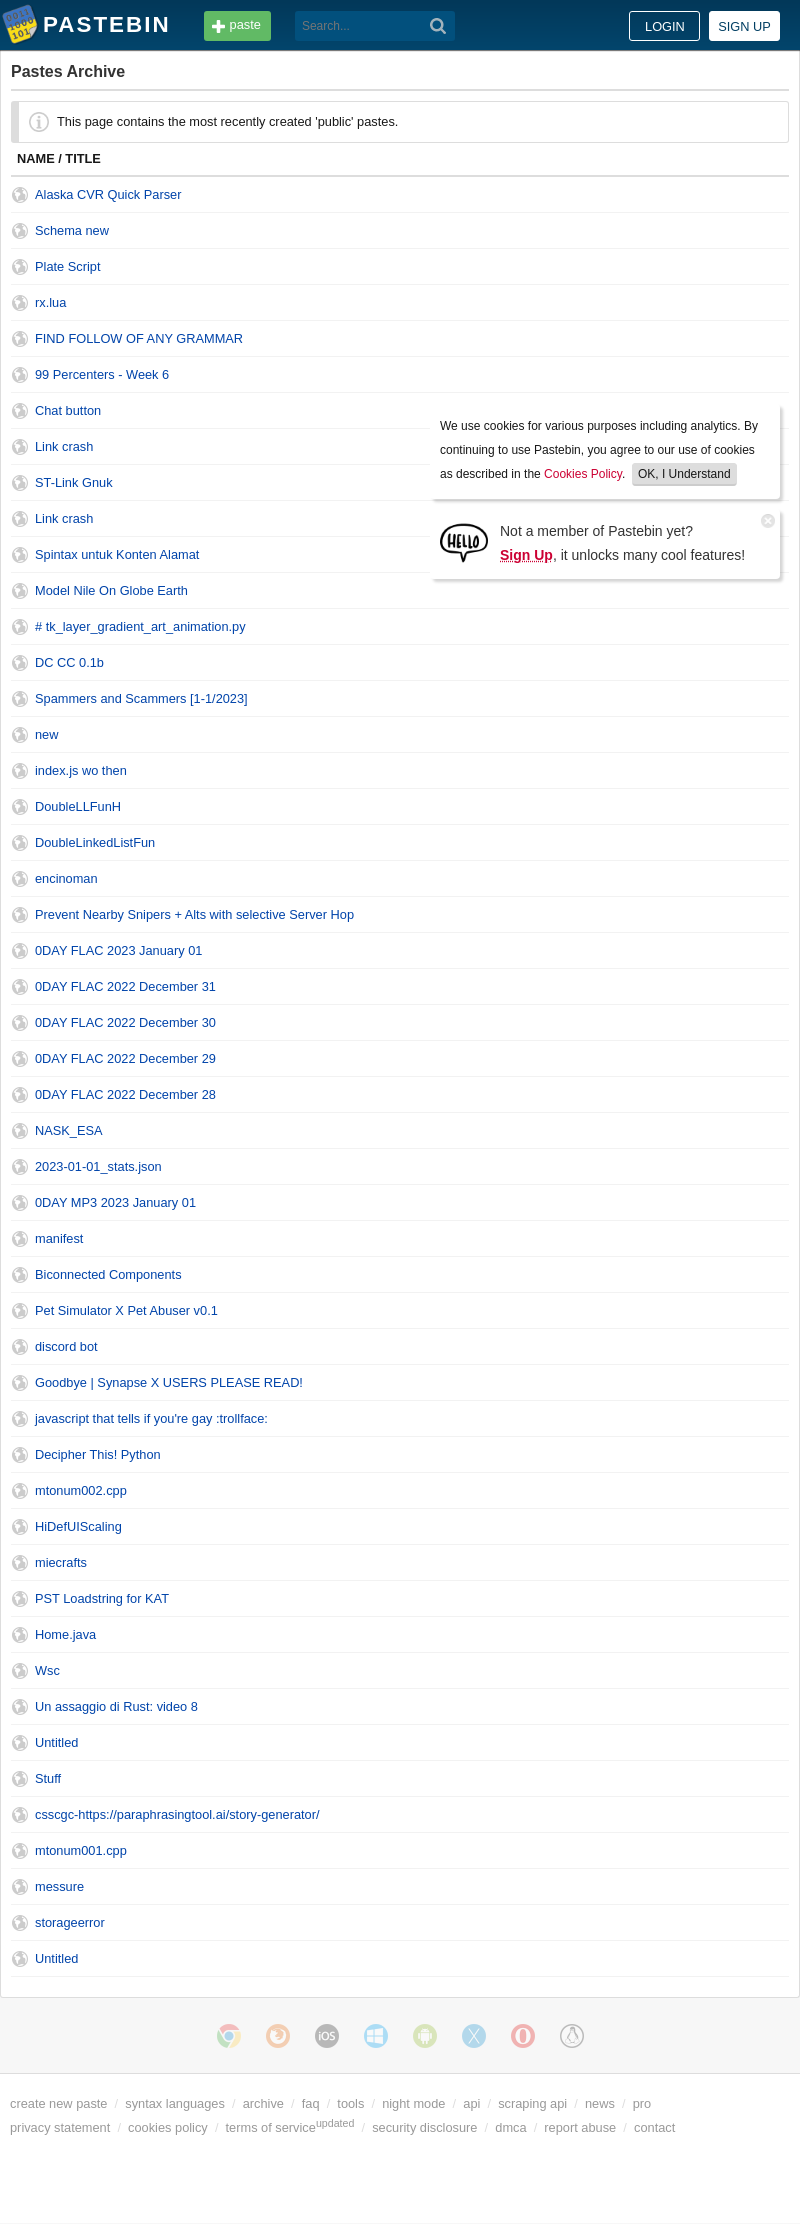 PASTEBIN paste Search... LOGIN SIGN UP
Pastes Archive
This page contains the most recently created 'public' pastes.
NAME / TITLE
Alaska CVR Quick Parser
Schema new
Plate Script
rx.lua
FIND FOLLOW OF ANY GRAMMAR
99 Percenters - Week 6
Chat button
Link crash
ST-Link Gnuk
Link crash
Spintax untuk Konten Alamat
We use cookies for various purposes including analytics. By
continuing to use Pastebin, you agree to our use of cookies
as described in the Cookies Policy. OK, I Understand
HELLO
Not a member of Pastebin yet?
Sign Up, it unlocks many cool features!
Model Nile On Globe Earth
# tk_layer_gradient_art_animation.py
DC CC 0.1b
Spammers and Scammers [1-1/2023]
new
index.js wo then
DoubleLLFunH
DoubleLinkedListFun
encinoman
Prevent Nearby Snipers + Alts with selective Server Hop
0DAY FLAC 2023 January 01
0DAY FLAC 2022 December 31
0DAY FLAC 2022 December 30
0DAY FLAC 2022 December 29
0DAY FLAC 2022 December 28
NASK_ESA
2023-01-01_stats.json
0DAY MP3 2023 January 01
manifest
Biconnected Components
Pet Simulator X Pet Abuser v0.1
discord bot
Goodbye | Synapse X USERS PLEASE READ!
javascript that tells if you're gay :trollface:
Decipher This! Python
mtonum002.cpp
HiDefUIScaling
miecrafts
PST Loadstring for KAT
Home.java
Wsc
Un assaggio di Rust: video 8
Untitled
Stuff
csscgc-https://paraphrasingtool.ai/story-generator/
mtonum001.cpp
messure
storageerror
Untitled
iOS
create new paste / syntax languages / archive / faq / tools / night mode / api / scraping api / news / pro
privacy statement / cookies policy / terms of service updated / security disclosure / dmca / report abuse / contact